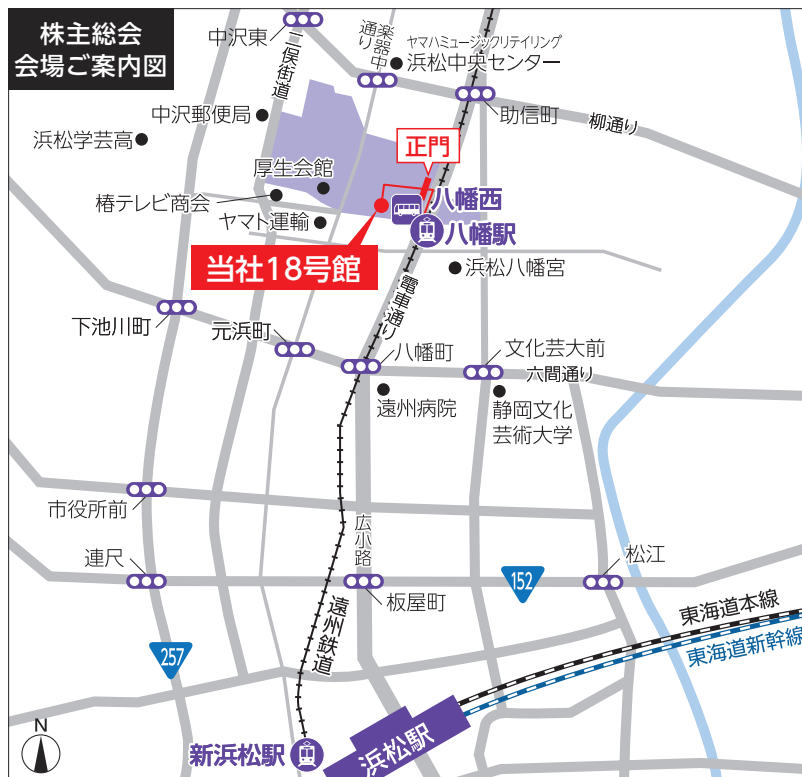 株主総会
会場ご案内図
中沢東
二俣街道
楽器中
通り
ヤマハミュージックリテイリング
浜松中央センター
助信町
柳通り
中沢郵便局
浜松学芸高
正門
厚生会館
椿テレビ商会
ヤマト運輸
八幡西
八幡駅
当社18号館
浜松八幡宮
電車通り
下池川町
元浜町
八幡町
文化芸大前
六間通り
遠州病院
静岡文化
芸術大学
市役所前
広小路
連尺
板屋町
152
松江
遠州鉄道
257
東海道本線
東海道新幹線
N
新浜松駅
浜松駅